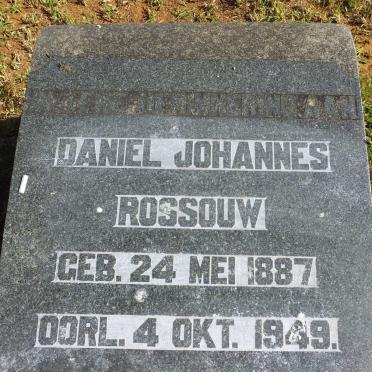 DANIEL JOHANNES
ROSSOUW
GEB. 24 MEI 1887
OORL. 4 OKT. 1949.